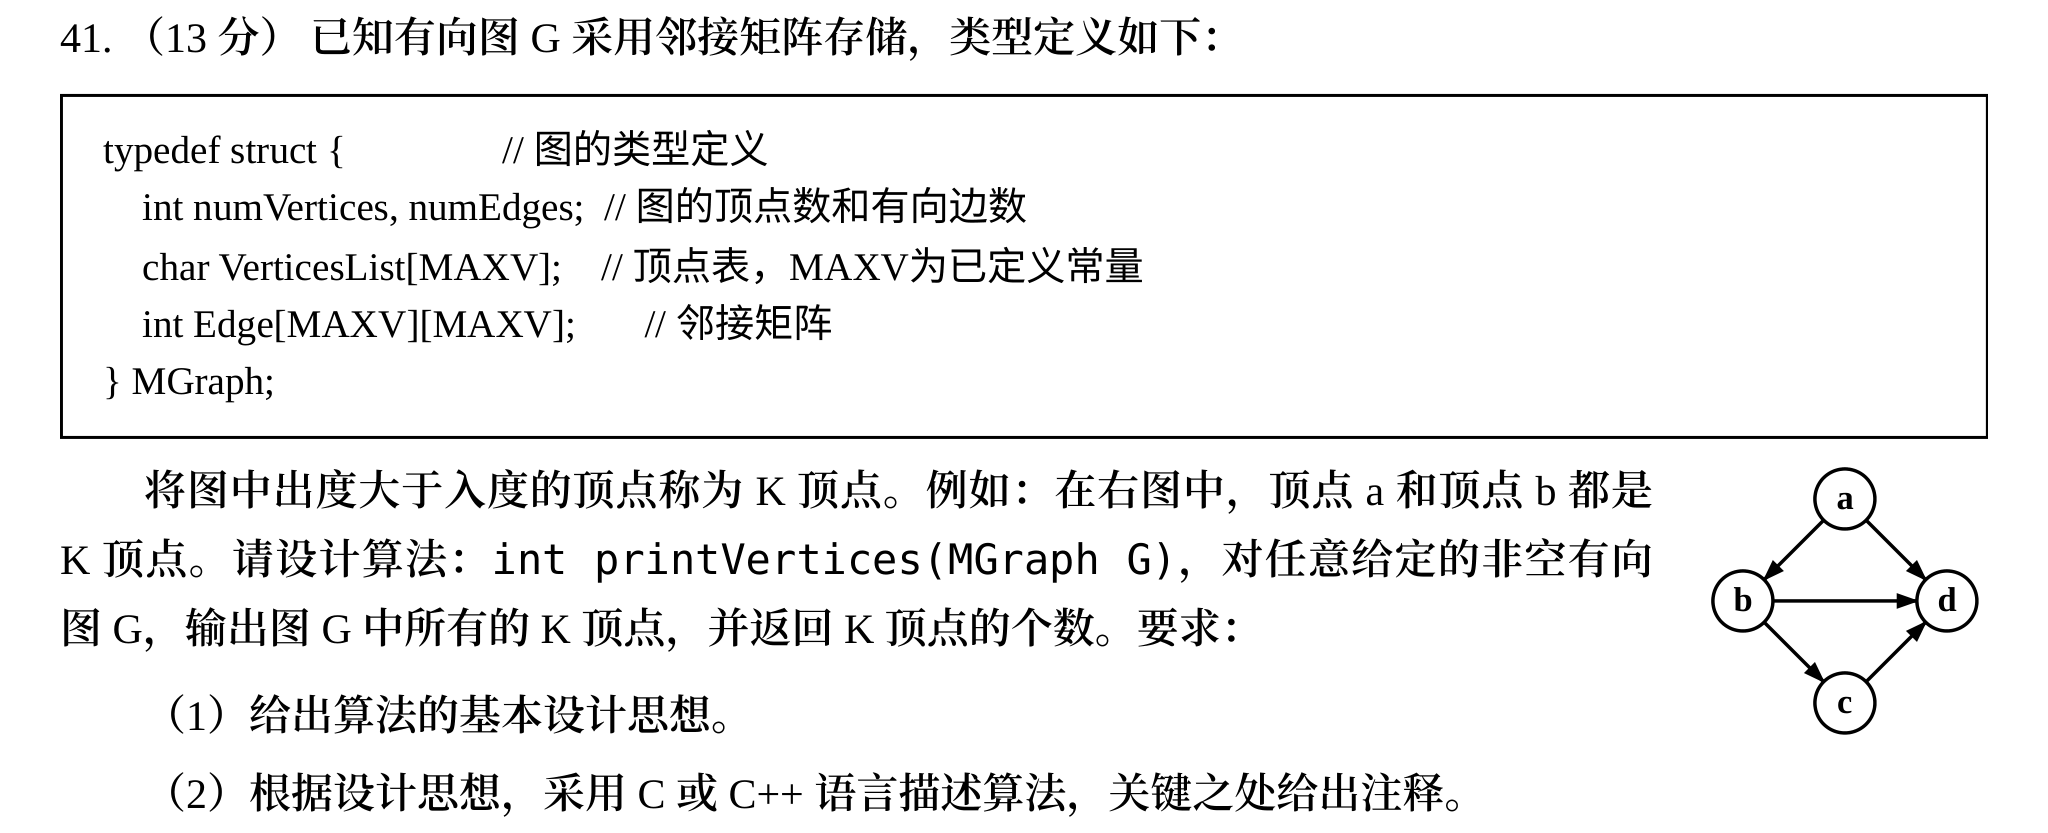 41. （13 分） 已知有向图 G 采用邻接矩阵存储，类型定义如下：
typedef struct { // 图的类型定义
int numVertices, numEdges; // 图的顶点数和有向边数
char VerticesList[MAXV]; // 顶点表，MAXV为已定义常量
int Edge[MAXV][MAXV]; // 邻接矩阵
} MGraph;
将图中出度大于入度的顶点称为 K 顶点。例如：在右图中，顶点 a 和顶点 b 都是
K 顶点。请设计算法：int printVertices(MGraph G)，对任意给定的非空有向
图 G，输出图 G 中所有的 K 顶点，并返回 K 顶点的个数。要求：
（1）给出算法的基本设计思想。
（2）根据设计思想，采用 C 或 C++ 语言描述算法，关键之处给出注释。
a
b
d
c